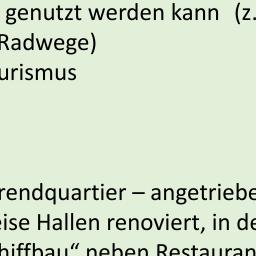 genutzt werden kann (z.
Radwege)
urismus
rendquartier – angetriebe
eise Hallen renoviert, in de
hiffbau“ neben Restauran